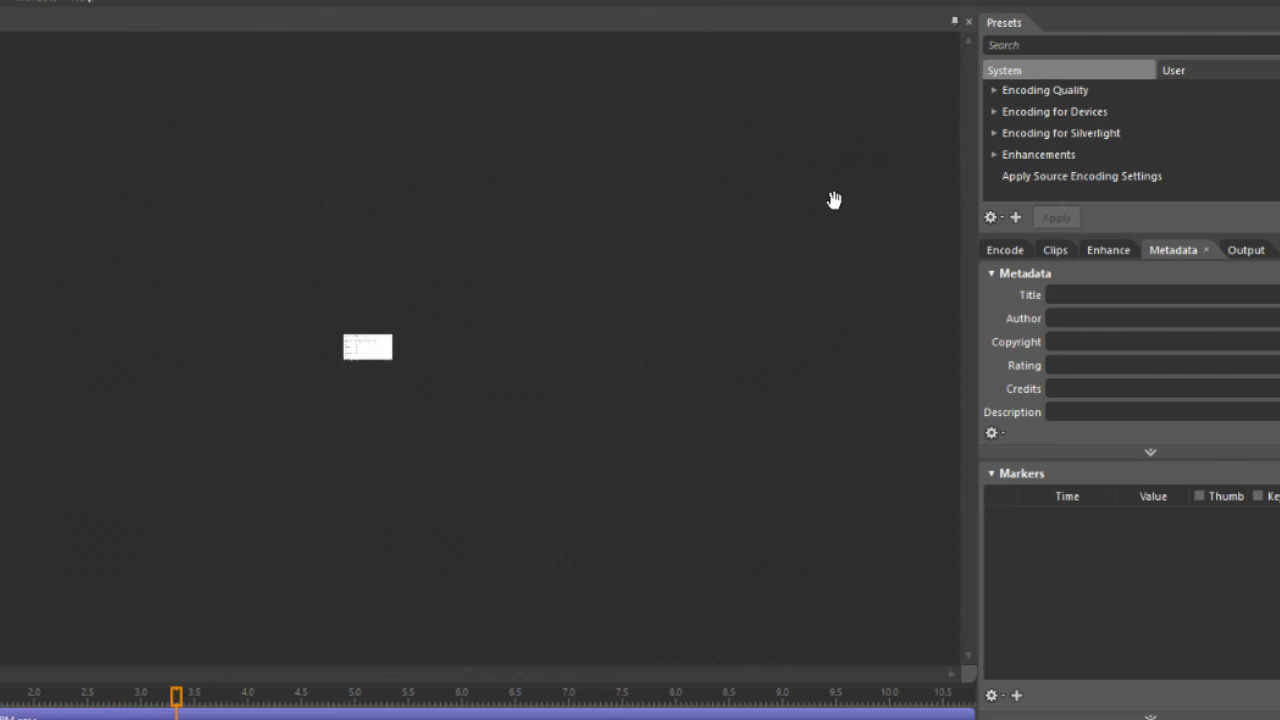 Presets
Search
System User
Encoding Quality
Encoding for Devices
Encoding for Silverlight
Enhancements
Apply Source Encoding Settings
Apply
Encode Clips Enhance Metadata Output
Metadata
Title
Author
Copyright
Rating
Credits
Description
Markers
Time Value Thumb
2.0 2.5 3.0 3.5 4.0 4.5 5.0 5.5 6.0 6.5 7.0 7.5 8.0 8.5 9.0 9.5 10.0 10.5